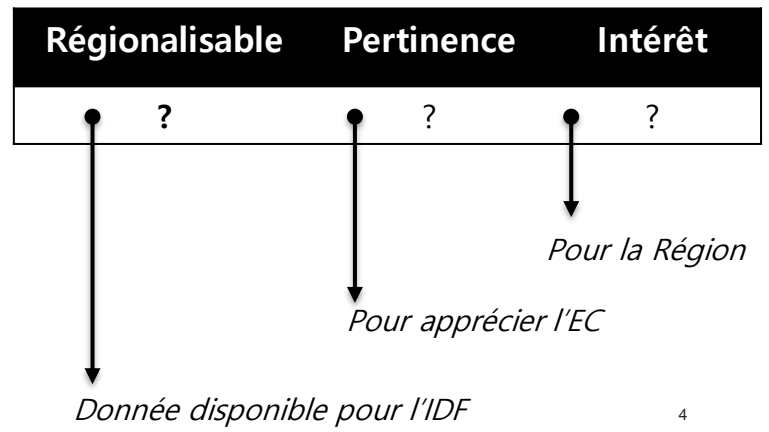 Régionalisable Pertinence Intérêt
? ? ?
Pour la Région
Pour apprécier l'EC
Donnée disponible pour l'IDF 4